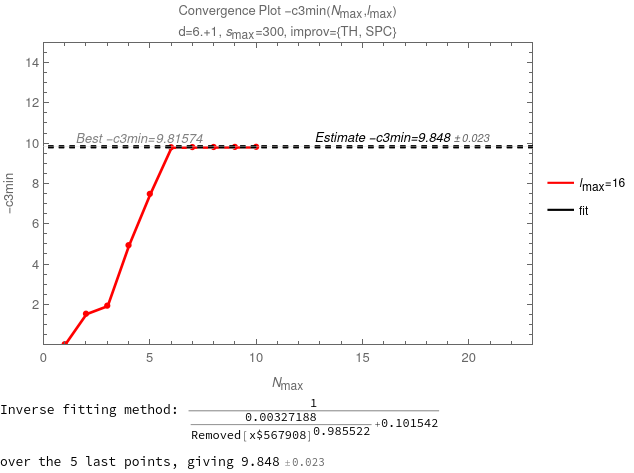 Convergence Plot −c3min(Nmax,lmax)
d=6.+1, smax=300, improv={TH, SPC}
14
12
10
8
6
4
2
−c3min
Best −c3min=9.81574
Estimate −c3min=9.848 ±0.023
lmax=16
fit
0 5 10 15 20
Nmax
Inverse fitting method:
1
0.00327188
Removed[x$567908]^0.985522 +0.101542
over the 5 last points, giving 9.848 ±0.023